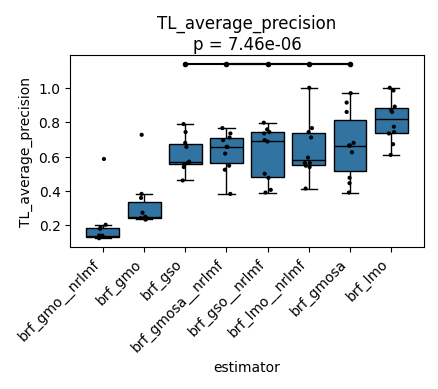 TL_average_precision
p = 7.46e-06
TL_average_precision
1.0
0.8
0.6
0.4
0.2
brf_gmo__nrlmf
brf_gmo
brf_gso
brf_gmosa__nrlmf
brf_gso__nrlmf
brf_lmo__nrlmf
brf_gmosa
brf_lmo
estimator